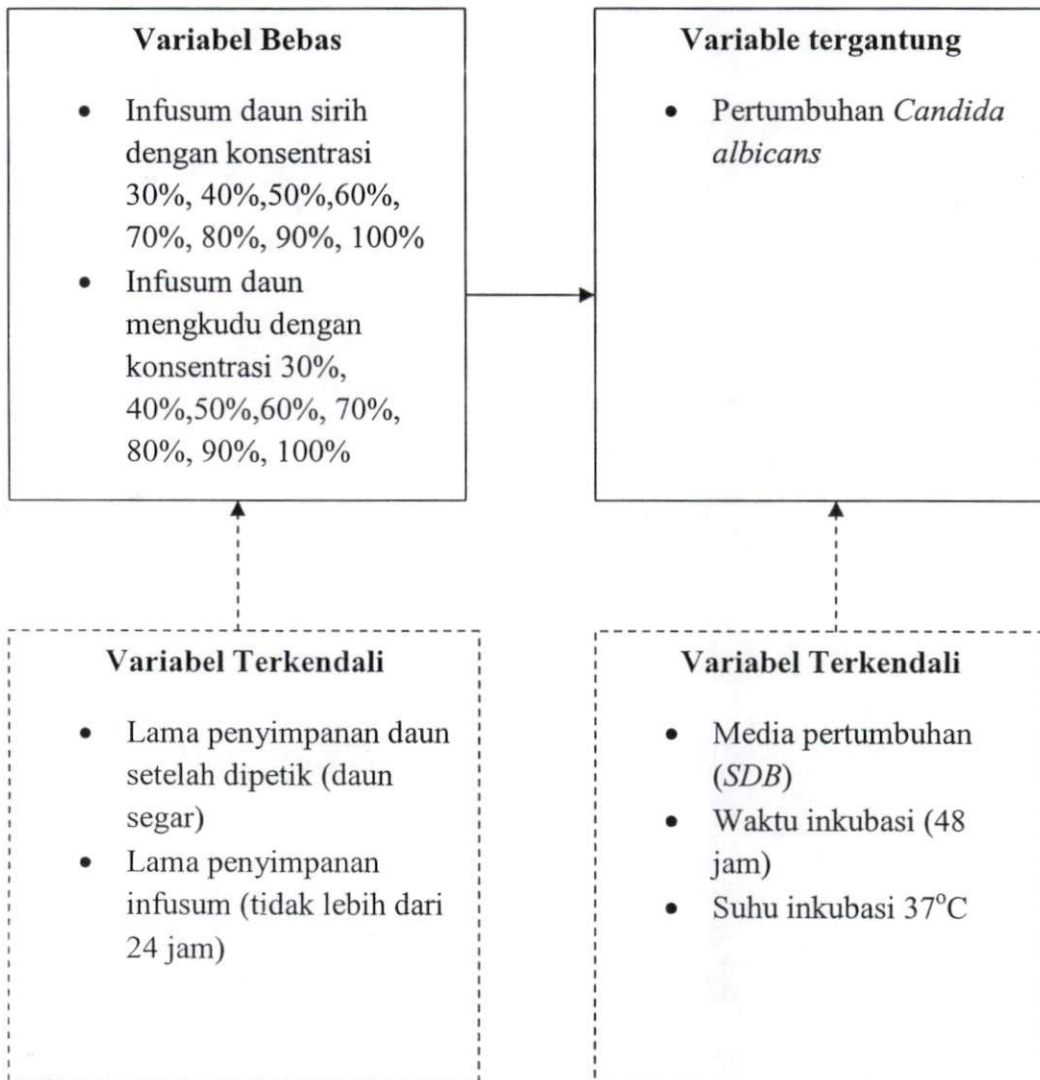 Variabel Bebas
• Infusum daun sirih
dengan konsentrasi
30%, 40%,50%,60%,
70%, 80%, 90%, 100%
• Infusum daun
mengkudu dengan
konsentrasi 30%,
40%,50%,60%, 70%,
80%, 90%, 100%
Variable tergantung
• Pertumbuhan Candida
albicans
Variabel Terkendali
• Lama penyimpanan daun
setelah dipetik (daun
segar)
• Lama penyimpanan
infusum (tidak lebih dari
24 jam)
Variabel Terkendali
• Media pertumbuhan
(SDB)
• Waktu inkubasi (48
jam)
• Suhu inkubasi 37°C